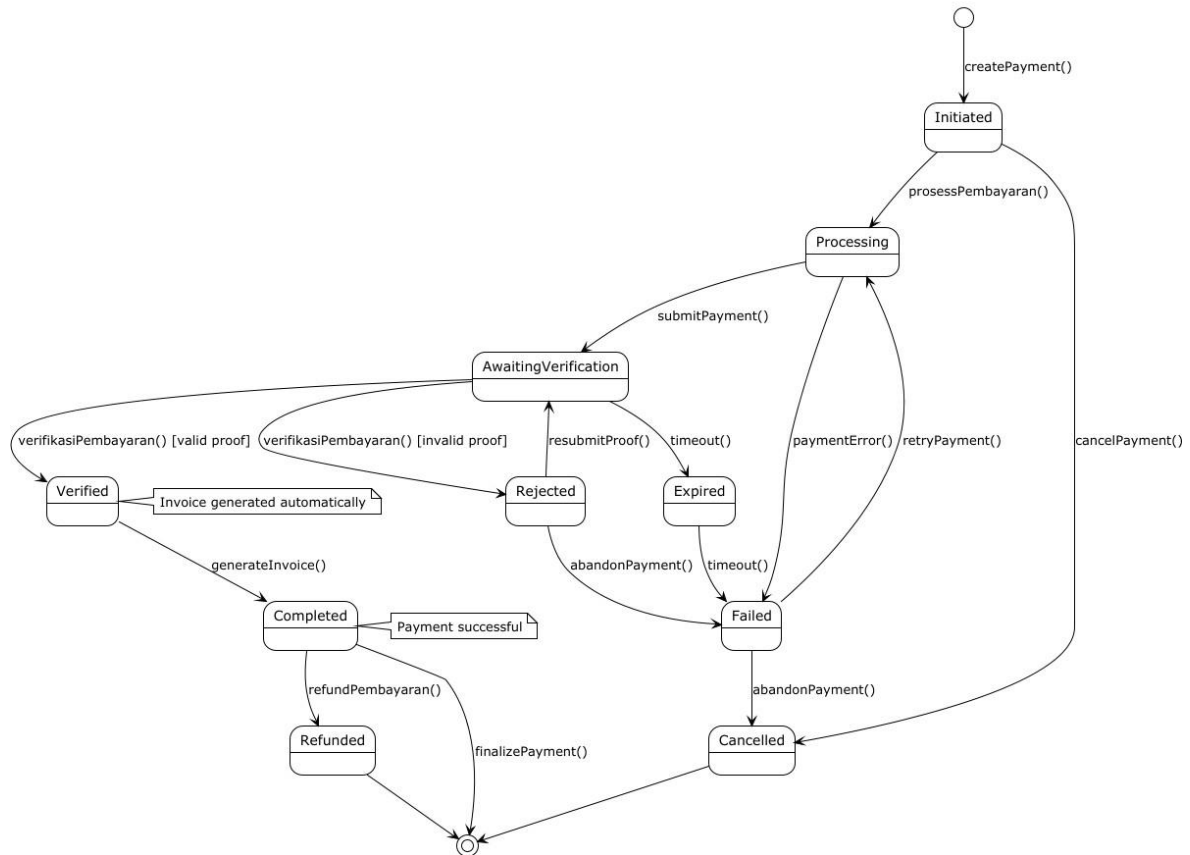 createPayment()
Initiated
prosessPembayaran()
Processing
submitPayment()
AwaitingVerification
verifikasiPembayaran() [valid proof]
verifikasiPembayaran() [invalid proof]
resubmitProof()
timeout()
paymentError()
retryPayment()
cancelPayment()
Verified
Invoice generated automatically
Rejected
Expired
generateInvoice()
abandonPayment()
timeout()
Completed
Payment successful
Failed
refundPembayaran()
abandonPayment()
Refunded
finalizePayment()
Cancelled